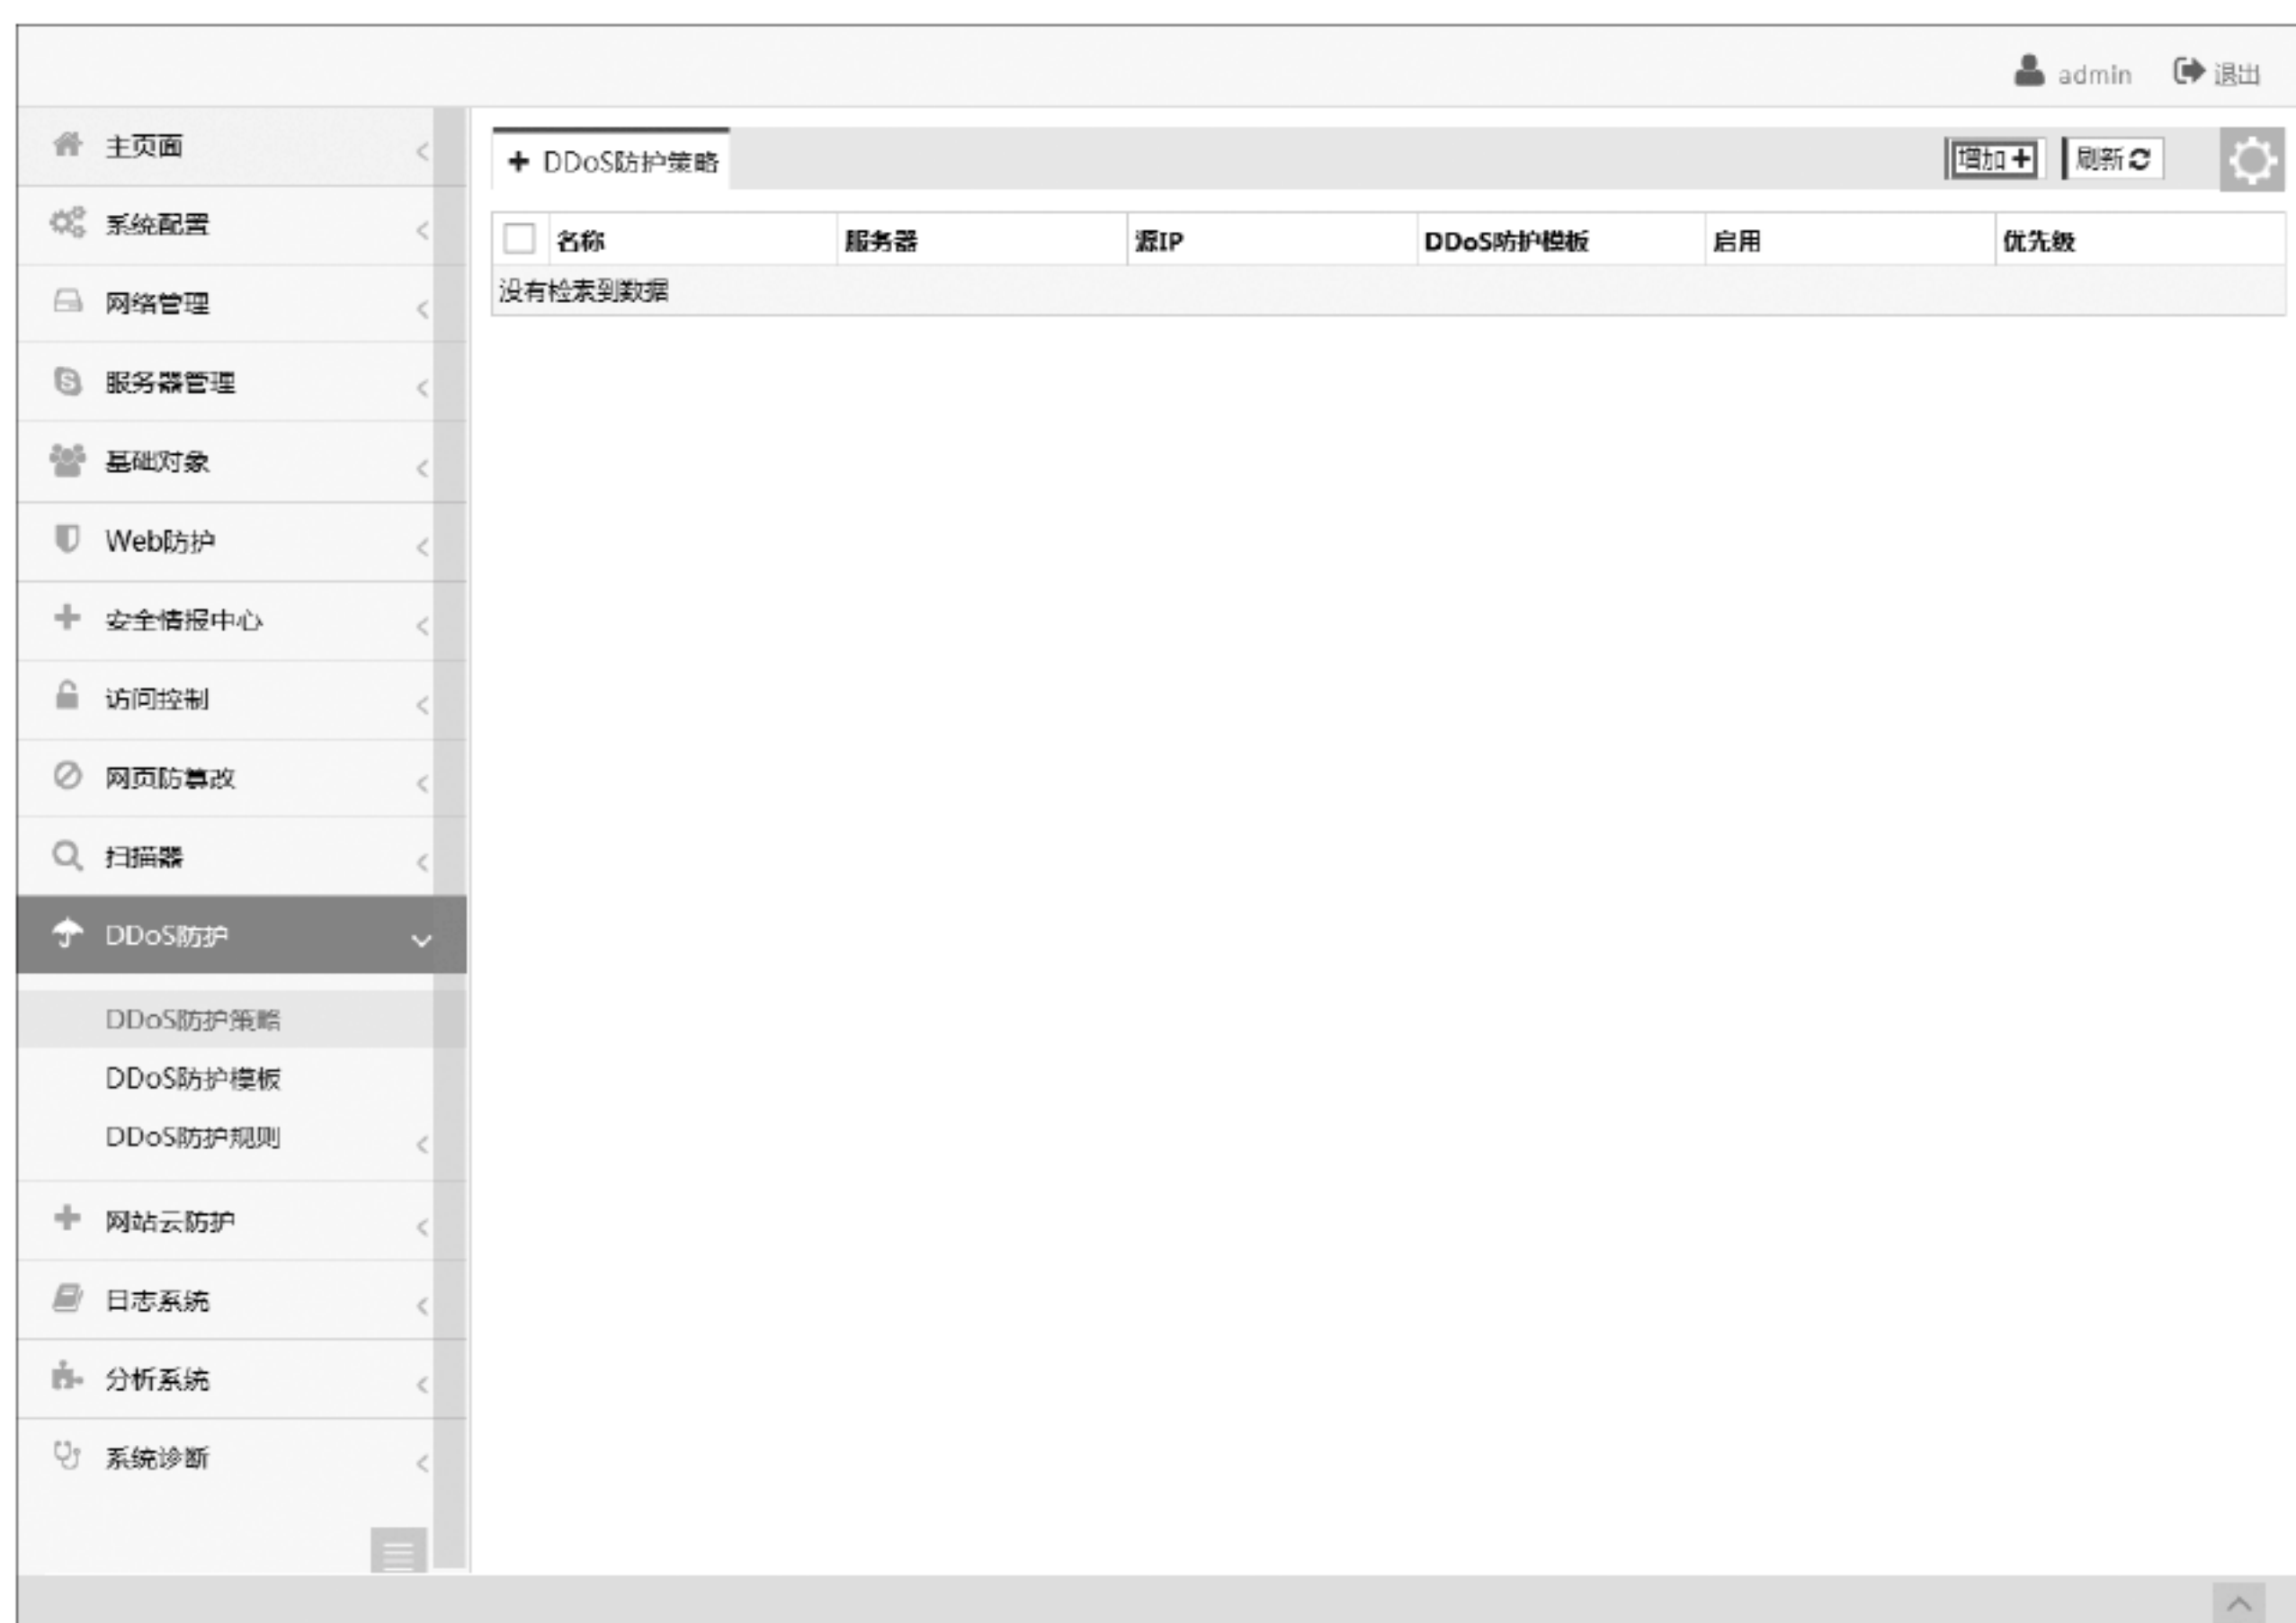 admin 退出
主页面
系统配置
网络管理
服务器管理
基础对象
Web防护
安全情报中心
访问控制
网页防篡改
扫描器
DDoS防护
DDoS防护策略
DDoS防护模板
DDoS防护规则
网站云防护
日志系统
分析系统
系统诊断
DDoS防护策略 增加 刷新
名称 服务器 源IP DDoS防护模板 启用 优先级
没有检索到数据